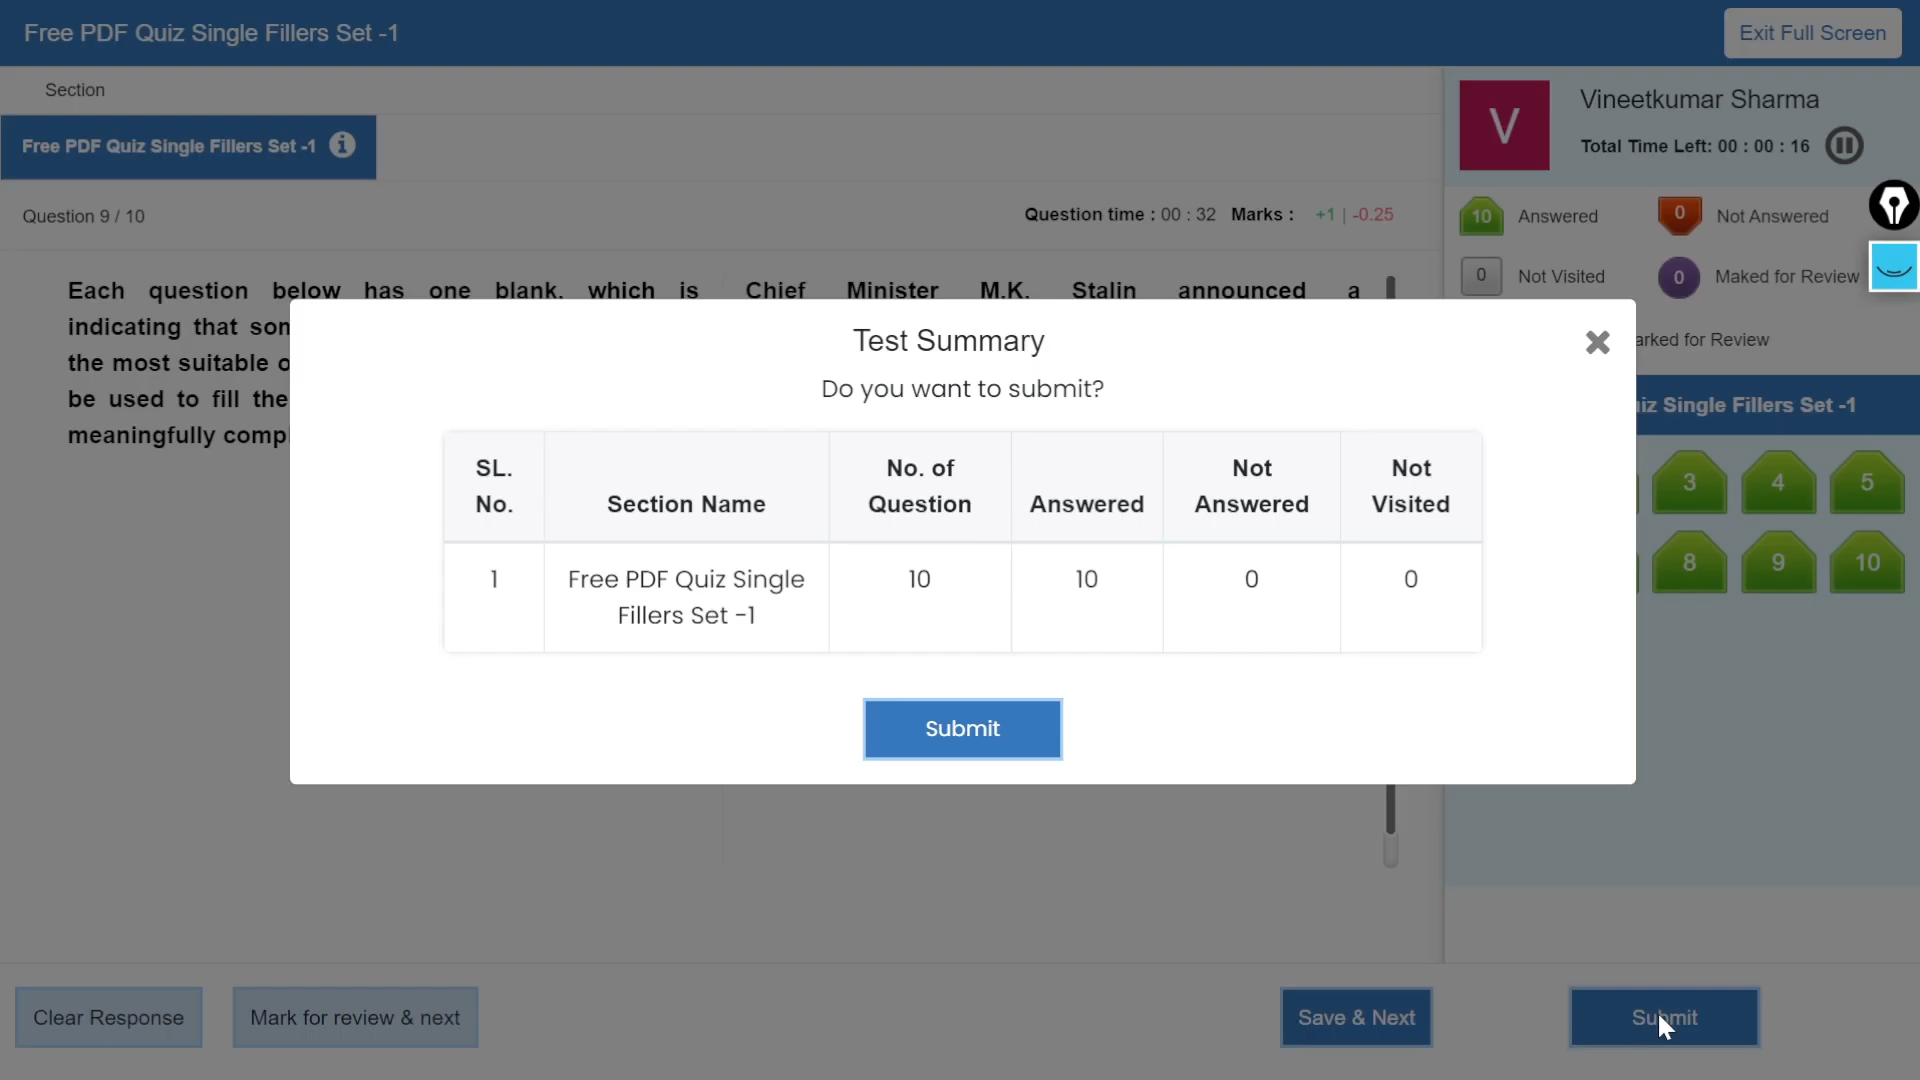 Free PDF Quiz Single Fillers Set -1
Exit Full Screen
Section
Free PDF Quiz Single Fillers Set -1
Question 9 / 10
Question time : 00 : 32 Marks : +1 | -0.25
V
Vineetkumar Sharma
Total Time Left: 00 : 00 : 16
10 Answered
0 Not Answered
0 Not Visited
0 Maked for Review
arked for Review
Each question below has one blank, which is
indicating that
the most suitable
be used to fill the
meaningfully
Chief Minister M.K. Stalin announced a
Test Summary
Do you want to submit?
SL. No.
Section Name
No. of Question
Answered
Not Answered
Not Visited
1
Free PDF Quiz Single
Fillers Set -1
10
10
0
0
Submit
iz Single Fillers Set -1
3 4 5
8 9 10
Clear Response
Mark for review & next
Save & Next
Submit